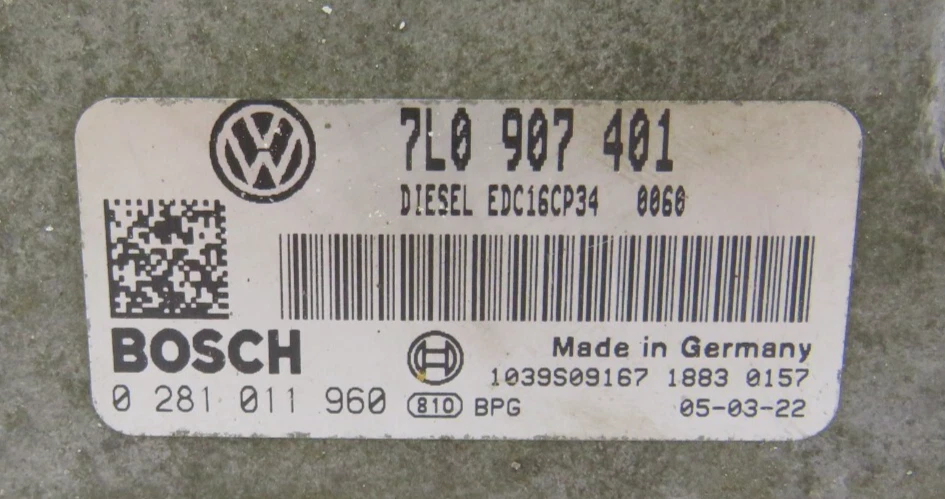 7L0 907 401
DIESEL EDC16CP34 0060
BOSCH
Made in Germany
1039S09167 1883 0157
0 281 011 960 810 BPG 05-03-22